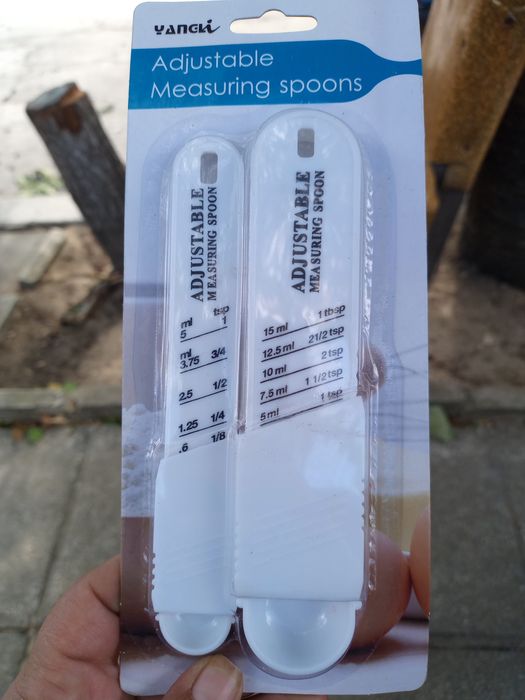 YANGLi
Adjustable
Measuring spoons
ADJUSTABLE
MEASURING SPOON
ml tsp
5 1
ml
3.75 3/4
2.5 1/2
1.25 1/4
.6 1/8
ADJUSTABLE
MEASURING SPOON
15 ml 1 tbsp
12.5 ml 21/2 tsp
10 ml 2 tsp
7.5 ml 1 1/2 tsp
5 ml 1 tsp